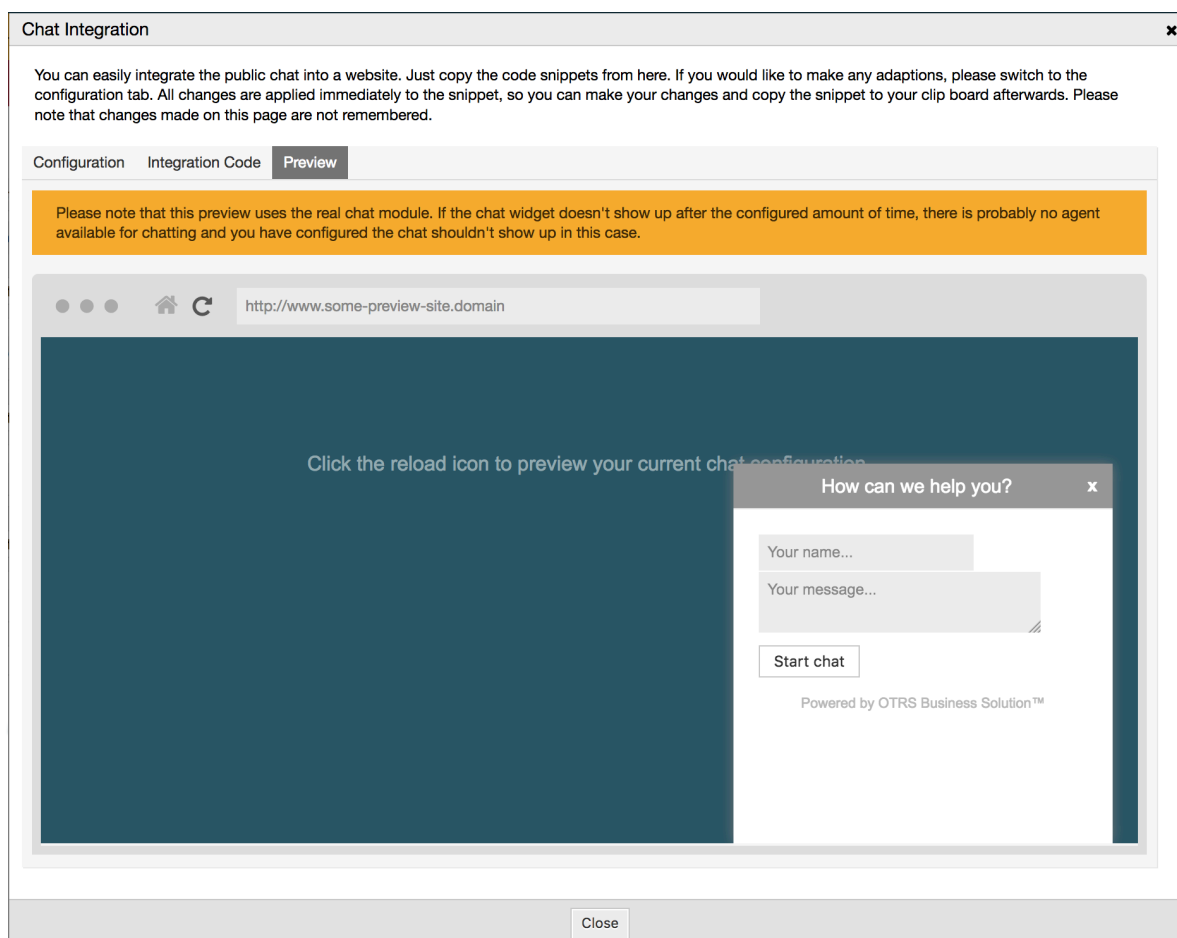 Chat Integration
x
You can easily integrate the public chat into a website. Just copy the code snippets from here. If you would like to make any adaptions, please switch to the
configuration tab. All changes are applied immediately to the snippet, so you can make your changes and copy the snippet to your clip board afterwards. Please
note that changes made on this page are not remembered.
Configuration Integration Code Preview
Please note that this preview uses the real chat module. If the chat widget doesn't show up after the configured amount of time, there is probably no agent
available for chatting and you have configured the chat shouldn't show up in this case.
http://www.some-preview-site.domain
Click the reload icon to preview your current chat configuration
How can we help you? x
Your name...
Your message...
Start chat
Powered by OTRS Business Solution™
Close